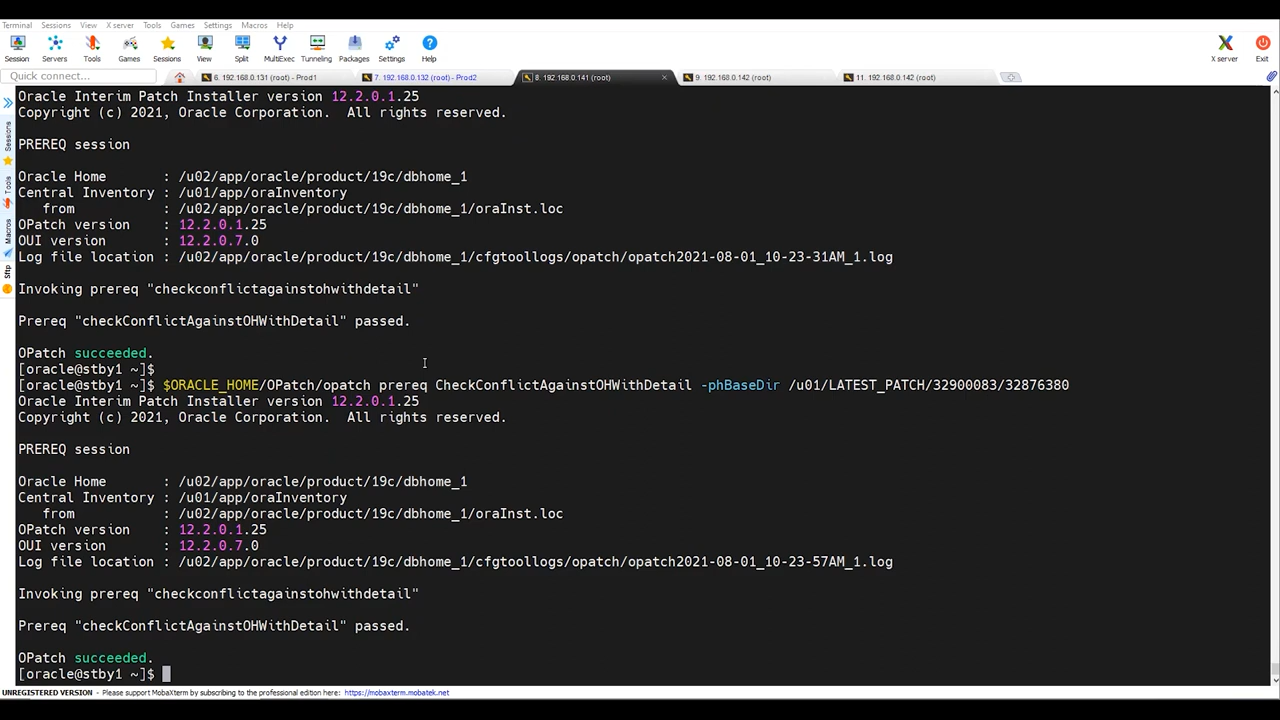 Terminal Sessions View X server Tools Games Settings Macros Help
Session Servers Tools Games Sessions View Split MultiExec Tunneling Packages Settings Help X server Exit
Quick connect... 6. 192.168.0.131 (root) - Prod1 7. 192.168.0.132 (root) - Prod2 8. 192.168.0.141 (root) 9. 192.168.0.142 (root) 11. 192.168.0.142 (root)
Sessions
Tools
Macros
Sftp
Oracle Interim Patch Installer version 12.2.0.1.25
Copyright (c) 2021, Oracle Corporation.  All rights reserved.
PREREQ session
Oracle Home       : /u02/app/oracle/product/19c/dbhome_1
Central Inventory : /u01/app/oraInventory
   from           : /u02/app/oracle/product/19c/dbhome_1/oraInst.loc
OPatch version    : 12.2.0.1.25
OUI version       : 12.2.0.7.0
Log file location : /u02/app/oracle/product/19c/dbhome_1/cfgtoollogs/opatch/opatch2021-08-01_10-23-31AM_1.log
Invoking prereq "checkconflictagainstohwithdetail"
Prereq "checkConflictAgainstOHWithDetail" passed.
OPatch succeeded.
[oracle@stby1 ~]$
[oracle@stby1 ~]$ $ORACLE_HOME/OPatch/opatch prereq CheckConflictAgainstOHWithDetail -phBaseDir /u01/LATEST_PATCH/32900083/32876380
Oracle Interim Patch Installer version 12.2.0.1.25
Copyright (c) 2021, Oracle Corporation.  All rights reserved.
PREREQ session
Oracle Home       : /u02/app/oracle/product/19c/dbhome_1
Central Inventory : /u01/app/oraInventory
   from           : /u02/app/oracle/product/19c/dbhome_1/oraInst.loc
OPatch version    : 12.2.0.1.25
OUI version       : 12.2.0.7.0
Log file location : /u02/app/oracle/product/19c/dbhome_1/cfgtoollogs/opatch/opatch2021-08-01_10-23-57AM_1.log
Invoking prereq "checkconflictagainstohwithdetail"
Prereq "checkConflictAgainstOHWithDetail" passed.
OPatch succeeded.
[oracle@stby1 ~]$
UNREGISTERED VERSION - Please support MobaXterm by subscribing to the professional edition here: https://mobaxterm.mobatek.net